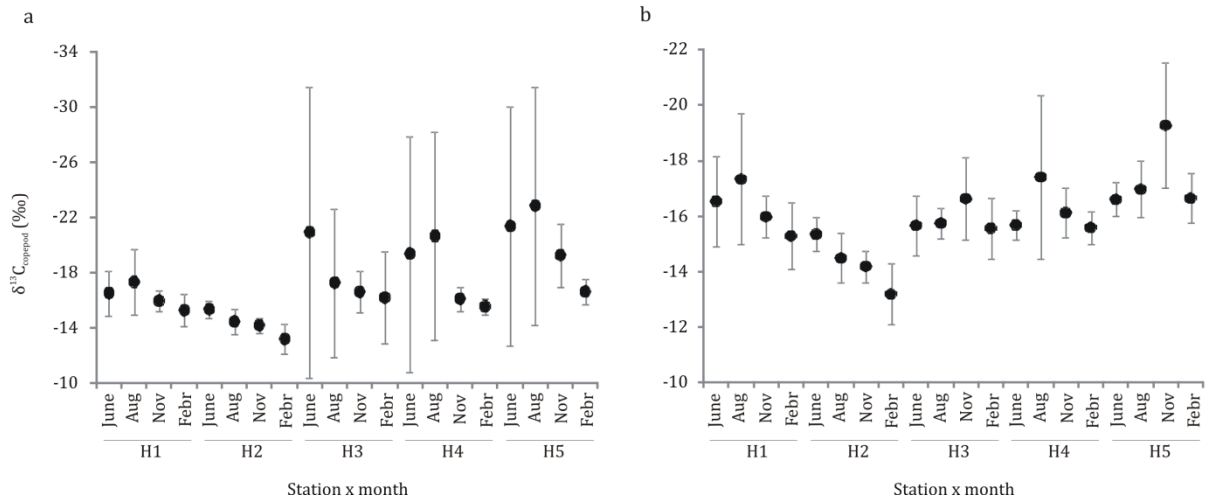 a
-34
-30
-26
-22
-18
-14
-10
δ¹³C copepod (‰)
June Aug Nov Febr June Aug Nov Febr June Aug Nov Febr June Aug Nov Febr June Aug Nov Febr
H1 H2 H3 H4 H5
Station x month
b
-22
-20
-18
-16
-14
-12
-10
June Aug Nov Febr June Aug Nov Febr June Aug Nov Febr June Aug Nov Febr June Aug Nov Febr
H1 H2 H3 H4 H5
Station x month